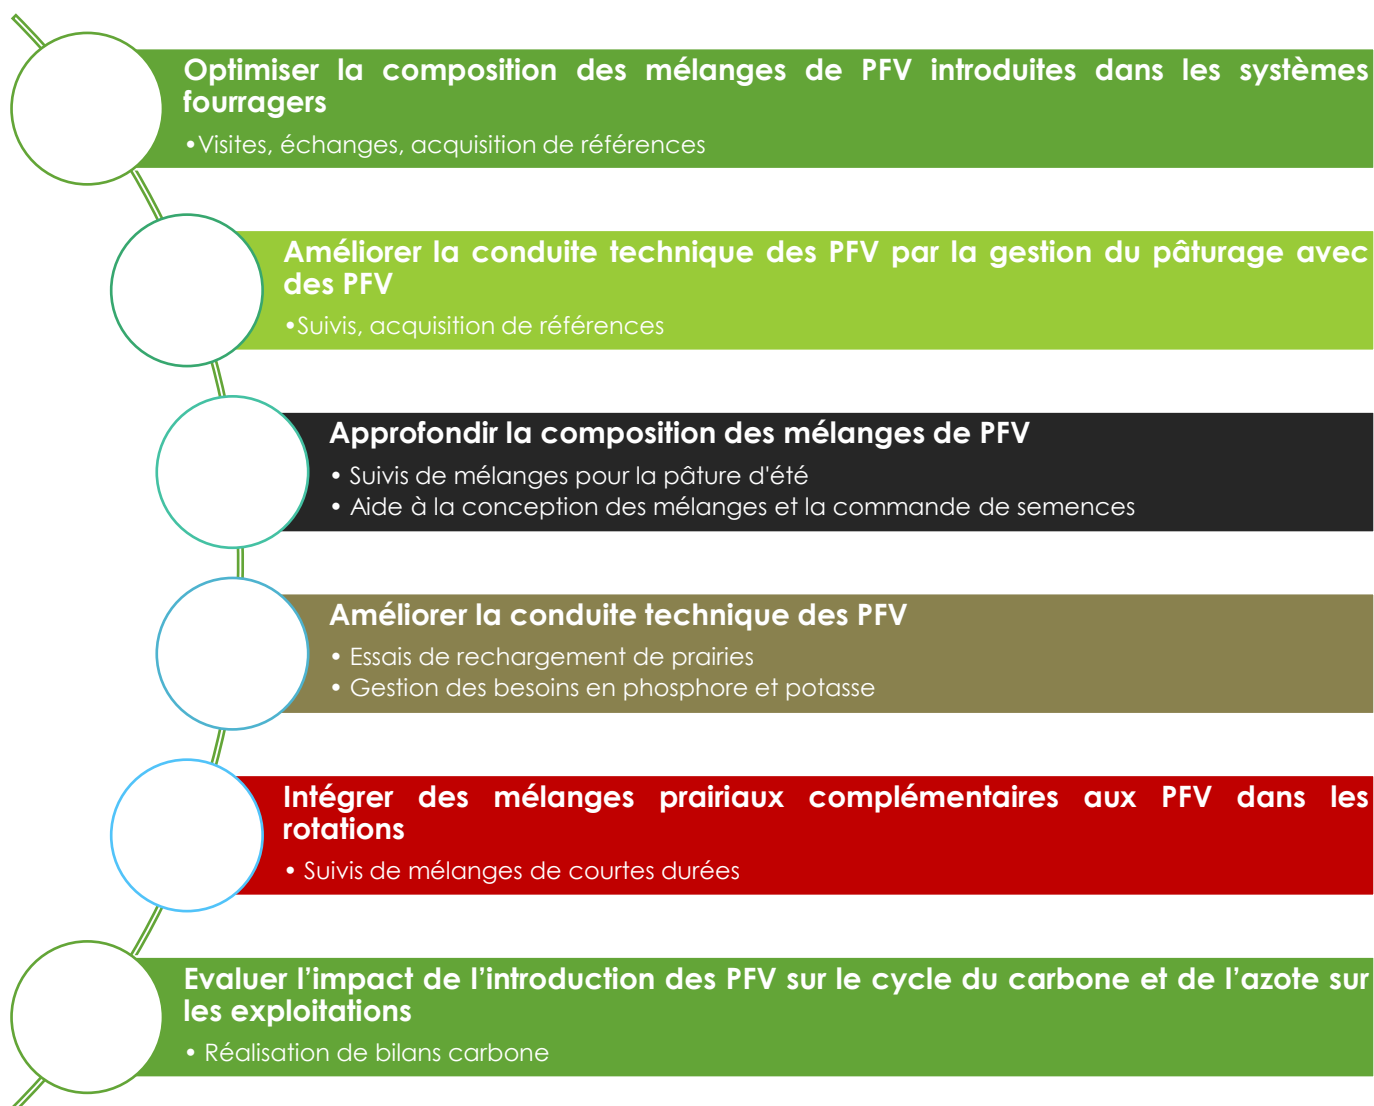 Optimiser la composition des mélanges de PFV introduites dans les systèmes
fourragers
•Visites, échanges, acquisition de références
Améliorer la conduite technique des PFV par la gestion du pâturage avec
des PFV
•Suivis, acquisition de références
Approfondir la composition des mélanges de PFV
• Suivis de mélanges pour la pâture d'été
• Aide à la conception des mélanges et la commande de semences
Améliorer la conduite technique des PFV
• Essais de rechargement de prairies
• Gestion des besoins en phosphore et potasse
Intégrer des mélanges prairiaux complémentaires aux PFV dans les
rotations
• Suivis de mélanges de courtes durées
Evaluer l’impact de l’introduction des PFV sur le cycle du carbone et de l’azote sur
les exploitations
• Réalisation de bilans carbone